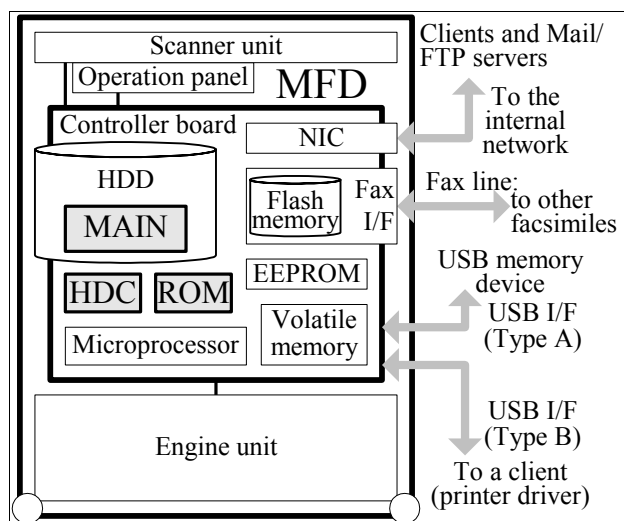 Scanner unit
Operation panel
MFD
Controller board
NIC
HDD
MAIN
Flash
memory
Fax
I/F
HDC
ROM
EEPROM
Microprocessor
Volatile
memory
Engine unit
Clients and Mail/
FTP servers
To the
internal
network
Fax line:
to other
facsimiles
USB memory
device
USB I/F
(Type A)
USB I/F
(Type B)
To a client
(printer driver)